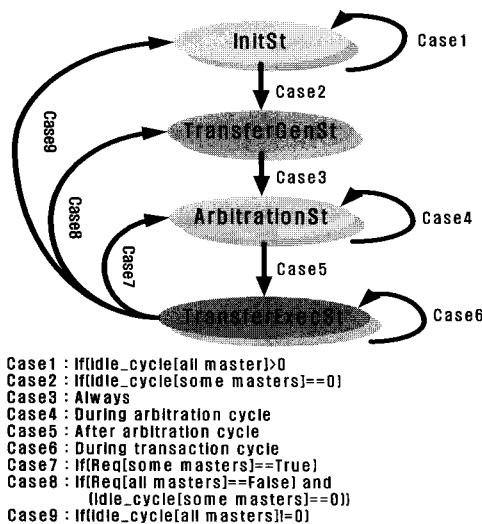 InitSt
Case1
Case2
TransferGenSt
Case3
ArbitrationSt
Case4
Case5
TransferExecSt
Case6
Case7
Case8
Case9
Case1 : If(Idle_cycle(all master)>0
Case2 : If(Idle_cycle(some masters)==0)
Case3 : Always
Case4 : During arbitration cycle
Case5 : After arbitration cycle
Case6 : During transaction cycle
Case7 : If(Req(some masters)==True)
Case8 : If(Req(all masters)==False) and
(Idle_cycle(some masters)==0))
Case9 : If(Idle_cycle(all masters)!=0)